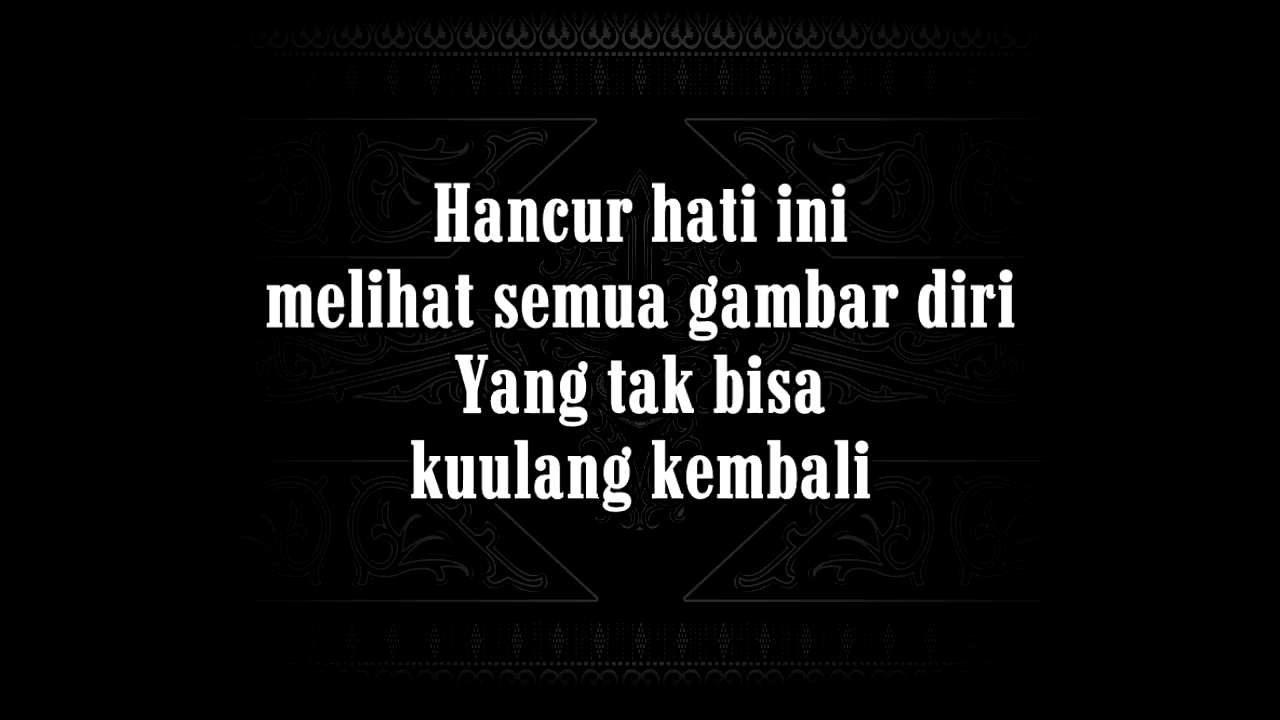 Hancur hati ini
melihat semua gambar diri
Yang tak bisa
kuulang kembali